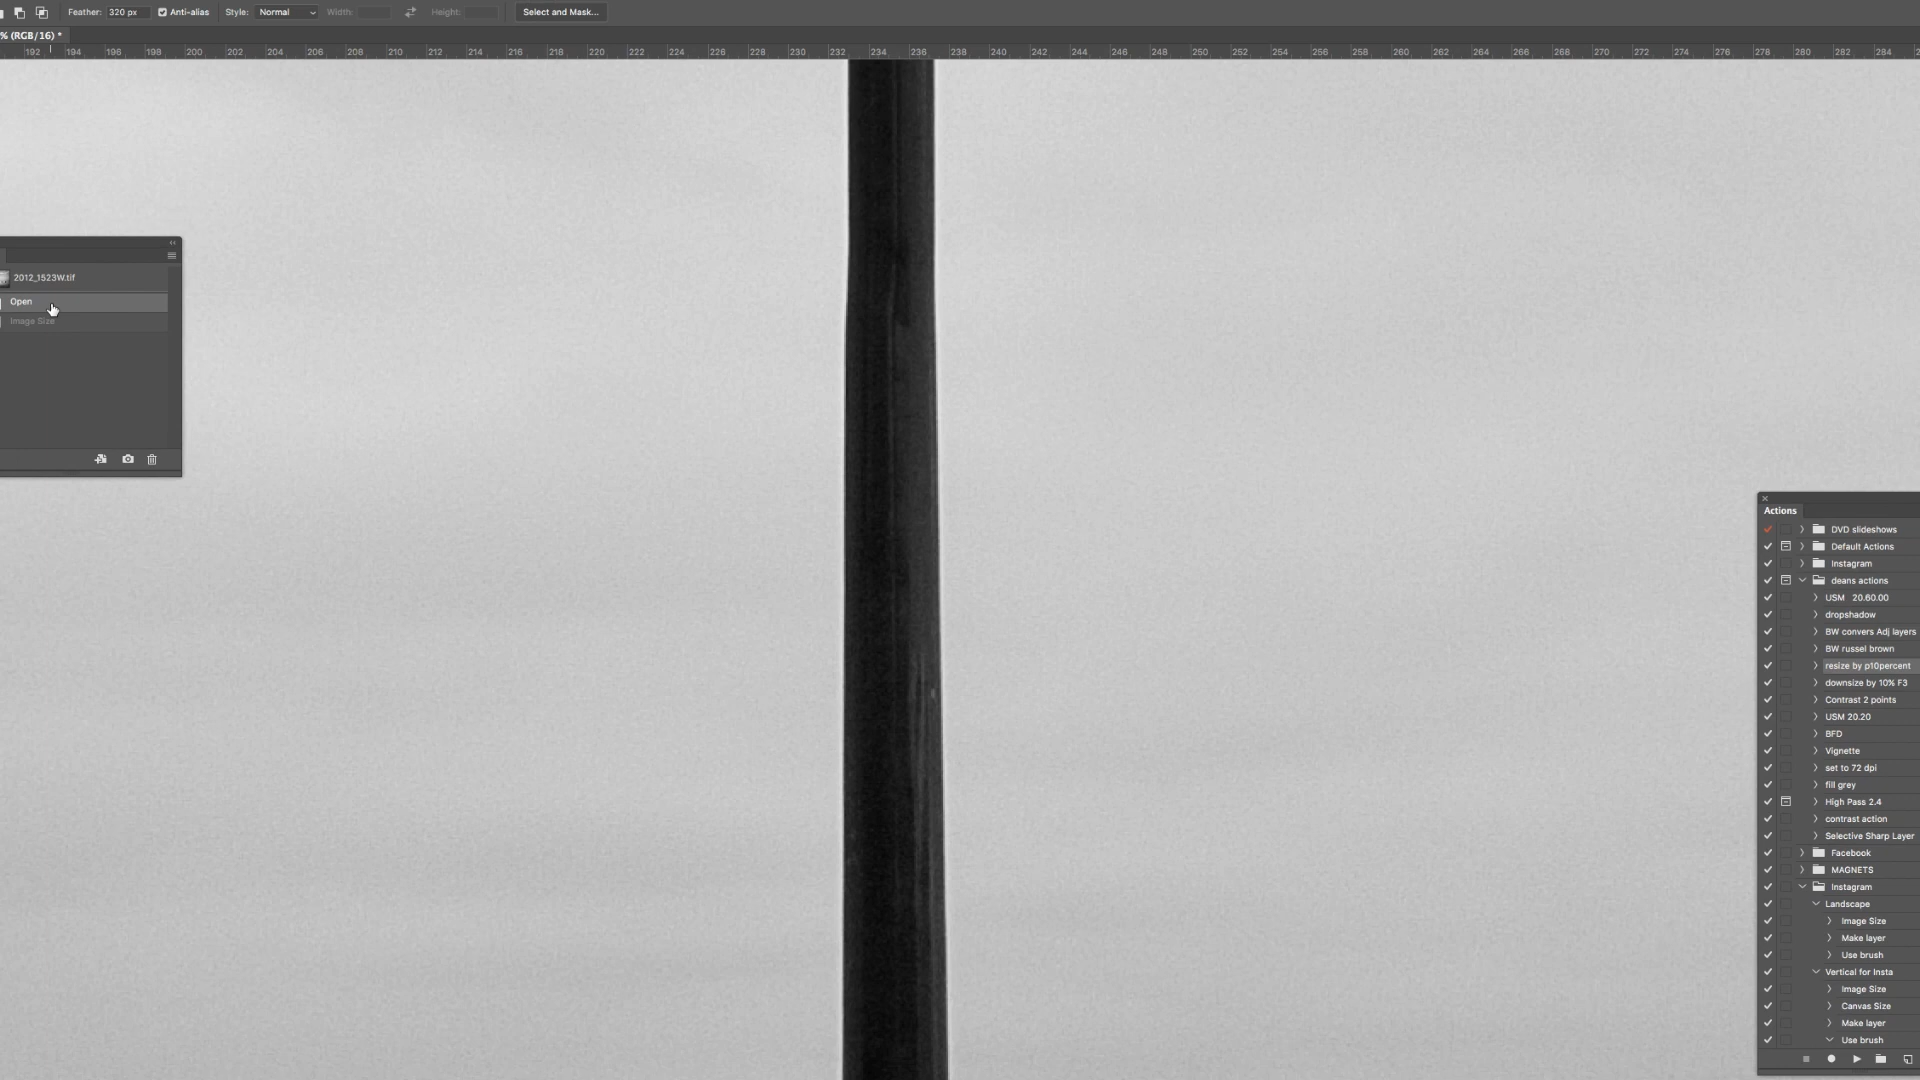 Feather: 320 px Anti-alias Style: Normal Width: Height: Select and Mask...
% (RGB/16) *
192 194 196 198 200 202 204 206 208 210 212 214 216 218 220 222 224 226 228 230 232 234 236 238 240 242 244 246 248 250 252 254 256 258 260 262 264 266 268 270 272 274 276 278 280 282 284
2012_1523W.tif
Open
Image Size
Actions
DVD slideshows
Default Actions
Instagram
deans actions
USM 20.60.00
dropshadow
BW convers Adj layers
BW russel brown
resize by p10percent
downsize by 10% F3
Contrast 2 points
USM 20.20
BFD
Vignette
set to 72 dpi
fill grey
High Pass 2.4
contrast action
Selective Sharp Layer
Facebook
MAGNETS
Instagram
Landscape
Image Size
Make layer
Use brush
Vertical for Insta
Image Size
Canvas Size
Make layer
Use brush